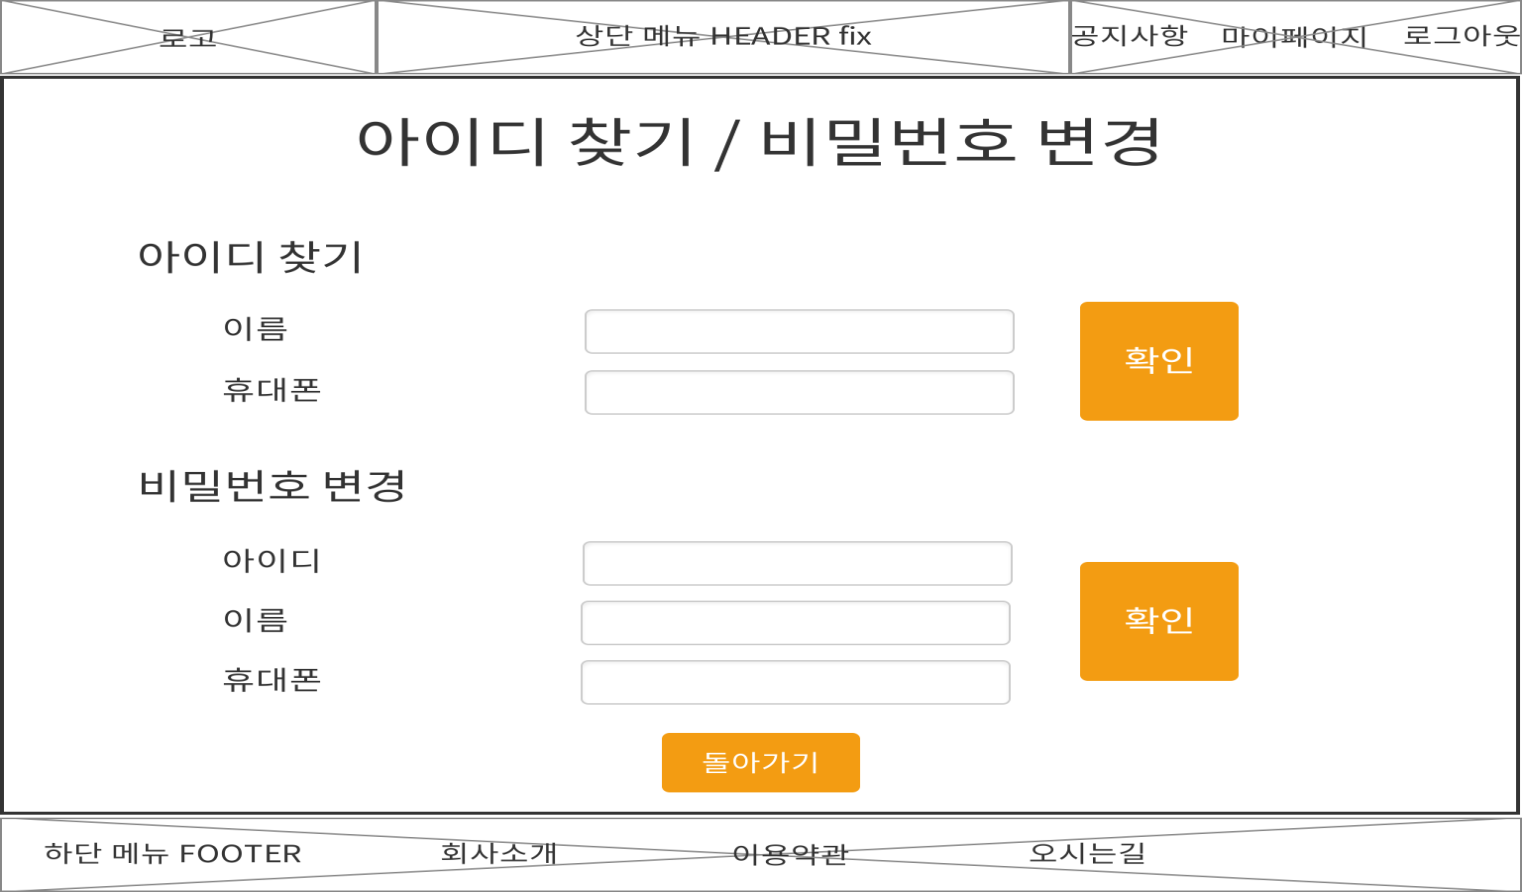 로고 상단 메뉴 HEADER fix 공지사항 마이페이지 로그아웃
아이디 찾기 / 비밀번호 변경
아이디 찾기
이름
휴대폰
확인
비밀번호 변경
아이디
이름
휴대폰
확인
돌아가기
하단 메뉴 FOOTER 회사소개 이용약관 오시는길